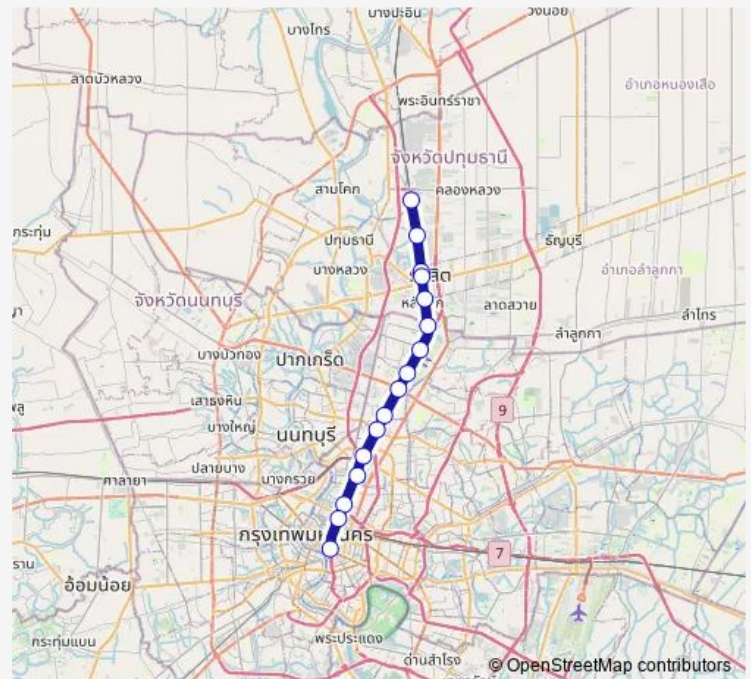 บางปะอิน
วังน้อย
บางไทร
ลาดบัวหลวง
อำเภอหนองเสือ
พระอินทร์ราชา
จังหวัดปทุมธานี
สามโคก
คลองหลวง
กระทุ่ม
ปทุมธานี
ธัญบุรี
บางหลวง
อำเภอลำลูกกา
จังหวัดนนทบุรี
ลาดสวาย
ลำไทร
ลำลูกกา
บางบัวทอง
ปากเกร็ด
เสาธงหิน
9
บางใหญ่
นนทบุรี
ปลายบาง
ศาลายา
บางกรวย
7
อ้อมน้อย
พระประแดง
กระทุ่มแบน
ด่านสำโรง
© OpenStreetMap contributors